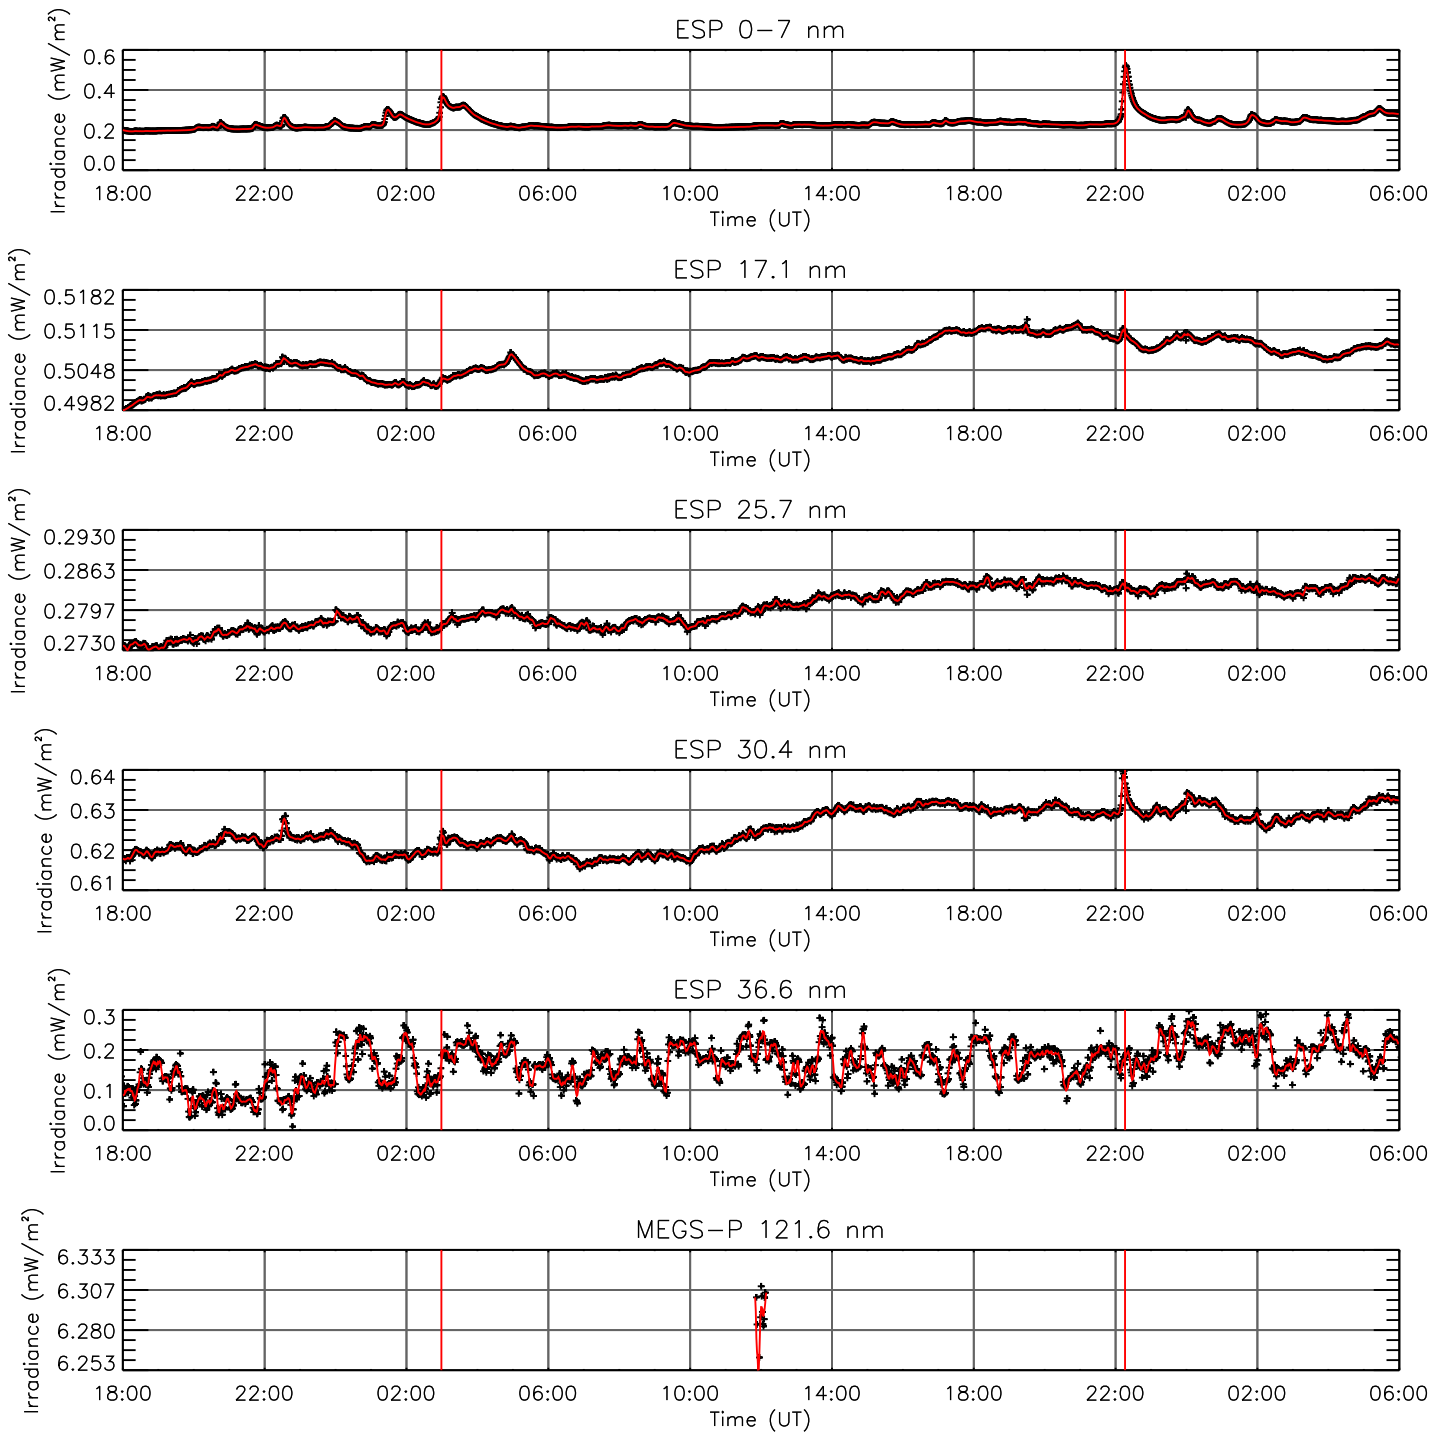 ESP 0-7 nm
Irradiance (mW/m²)
0.6
0.4
0.2
0.0
18:00 22:00 02:00 06:00 10:00 14:00 18:00 22:00 02:00 06:00
Time (UT)
ESP 17.1 nm
Irradiance (mW/m²)
0.5182
0.5115
0.5048
0.4982
18:00 22:00 02:00 06:00 10:00 14:00 18:00 22:00 02:00 06:00
Time (UT)
ESP 25.7 nm
Irradiance (mW/m²)
0.2930
0.2863
0.2797
0.2730
18:00 22:00 02:00 06:00 10:00 14:00 18:00 22:00 02:00 06:00
Time (UT)
ESP 30.4 nm
Irradiance (mW/m²)
0.64
0.63
0.62
0.61
18:00 22:00 02:00 06:00 10:00 14:00 18:00 22:00 02:00 06:00
Time (UT)
ESP 36.6 nm
Irradiance (mW/m²)
0.3
0.2
0.1
0.0
18:00 22:00 02:00 06:00 10:00 14:00 18:00 22:00 02:00 06:00
Time (UT)
MEGS-P 121.6 nm
Irradiance (mW/m²)
6.333
6.307
6.280
6.253
18:00 22:00 02:00 06:00 10:00 14:00 18:00 22:00 02:00 06:00
Time (UT)